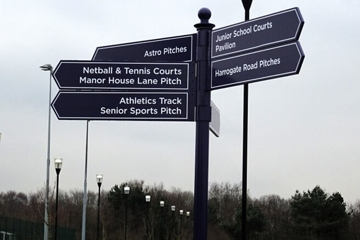 Astro Pitches
Netball & Tennis Courts
Manor House Lane Pitch
Athletics Track
Senior Sports Pitch
Junior School Courts
Pavilion
Harrogate Road Pitches